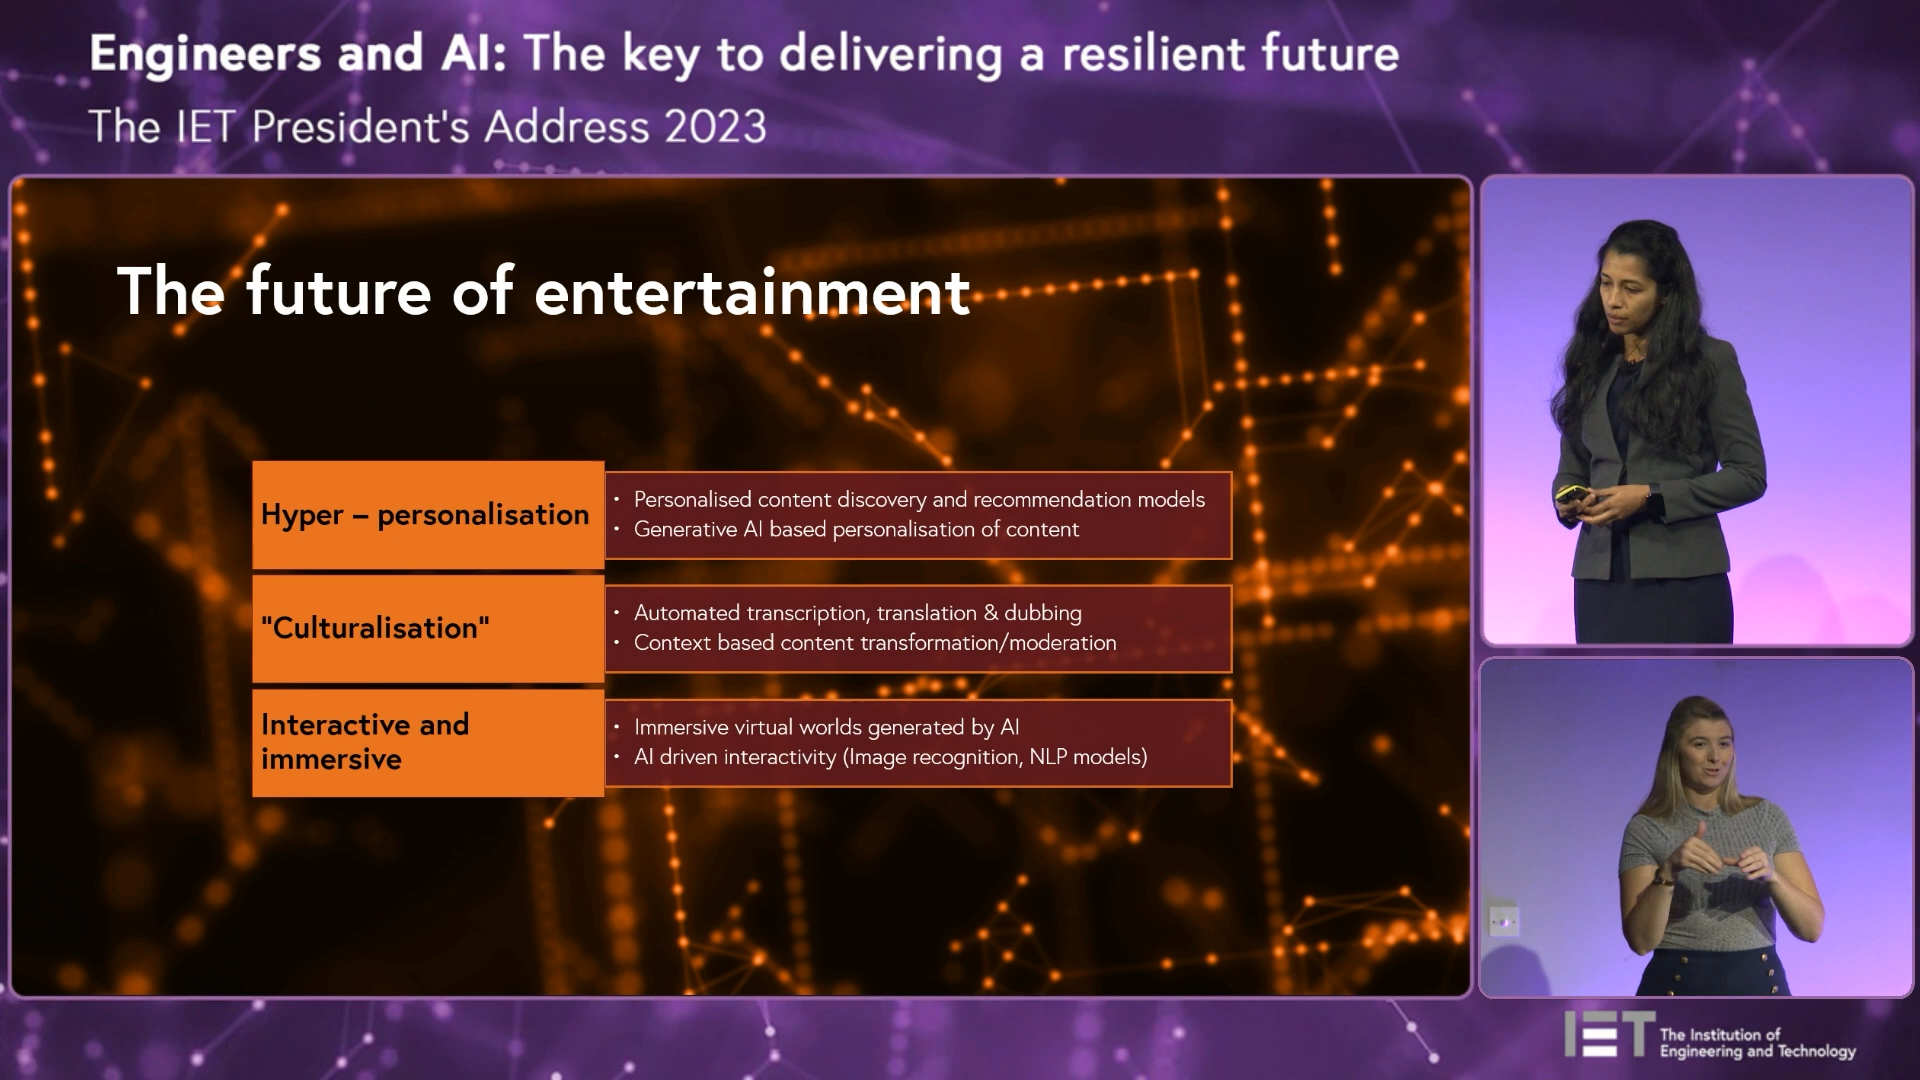 Engineers and AI: The key to delivering a resilient future
The IET President's Address 2023
The future of entertainment
Hyper – personalisation
• Personalised content discovery and recommendation models
• Generative AI based personalisation of content
"Culturalisation"
• Automated transcription, translation & dubbing
• Context based content transformation/moderation
Interactive and
immersive
• Immersive virtual worlds generated by AI
• AI driven interactivity (Image recognition, NLP models)
IET
The Institution of
Engineering and Technology